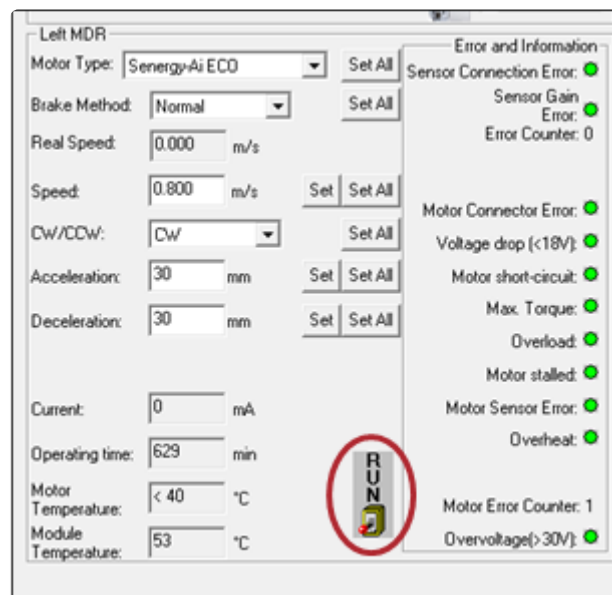 Left MDR
Motor Type: Senergy-Ai ECO Set All
Brake Method: Normal Set All
Real Speed: 0.000 m/s
Speed: 0.800 m/s Set Set All
CW/CCW: CW Set All
Acceleration: 30 mm Set Set All
Deceleration: 30 mm Set Set All
Current: 0 mA
Operating time: 629 min
Motor
Temperature: < 40 °C
Module
Temperature: 53 °C
RUN
Error and Information
Sensor Connection Error:
Sensor Gain
Error:
Error Counter: 0
Motor Connector Error:
Voltage drop (<18V):
Motor short-circuit:
Max. Torque:
Overload:
Motor stalled:
Motor Sensor Error:
Overheat:
Motor Error Counter: 1
Overvoltage(>30V):